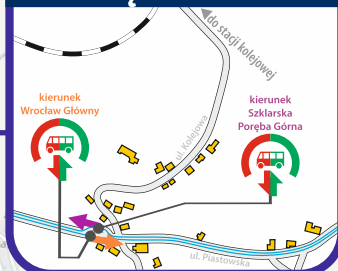 do stacji kolejowej
kierunek
Wrocław Główny
kierunek
Szklarska
Poręba Górna
ul. Kolejowa
ul. Piastowska